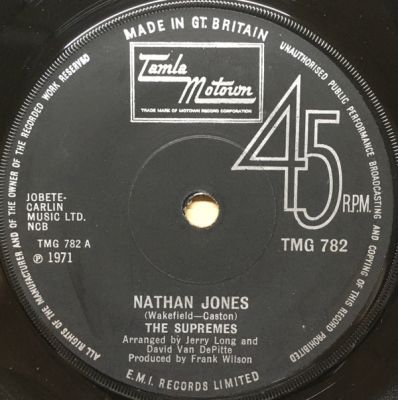 MADE IN GT. BRITAIN
UNAUTHORISED PUBLIC PERFORMANCE BROADCASTING AND COPYING OF THIS RECORD PROHIBITED
E.M.I. RECORDS LIMITED
ALL RIGHTS OF THE MANUFACTURER AND OF THE OWNER OF THE RECORDED WORK RESERVED
Tamla
Motown
TRADE MARK OF MOTOWN RECORD CORPORATION
45
R.P.M.
JOBETE-
CARLIN
MUSIC LTD.
NCB
TMG 782 A
℗ 1971
TMG 782
NATHAN JONES
(Wakefield—Caston)
THE SUPREMES
Arranged by Jerry Long and
David Van DePitte
Produced by Frank Wilson